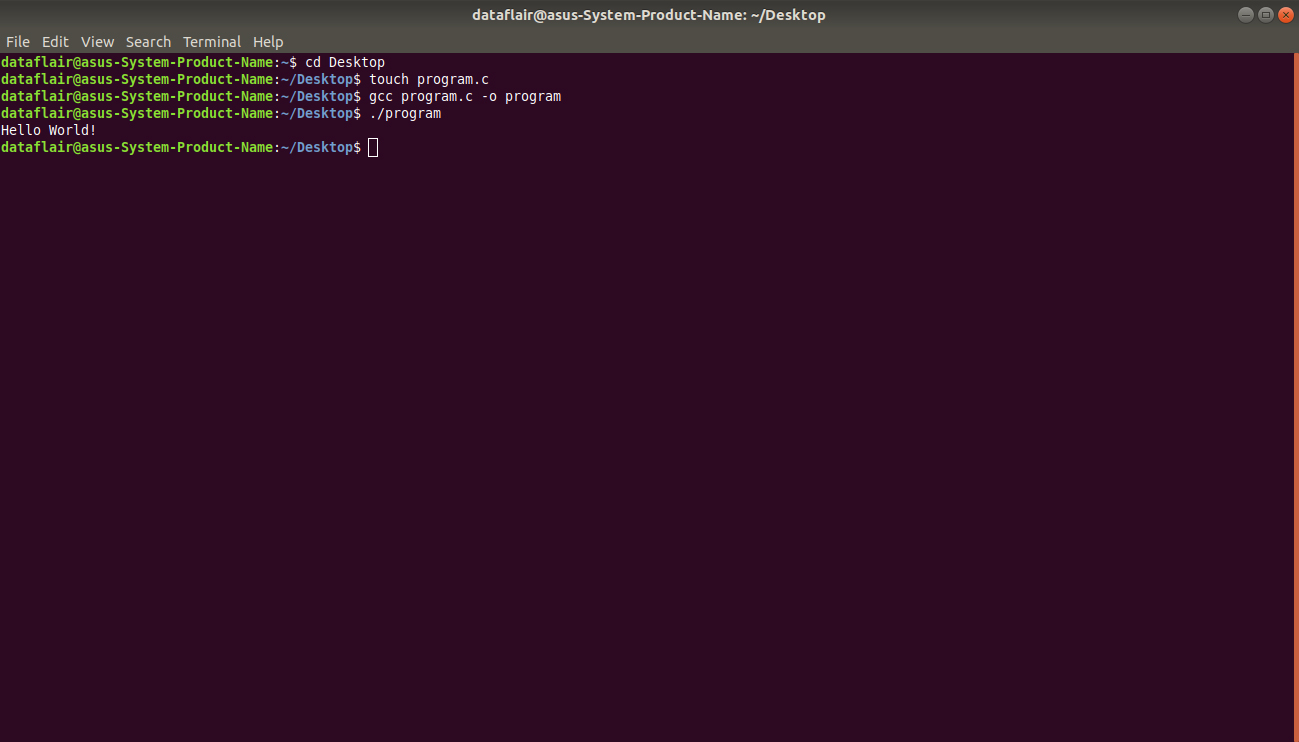 dataflair@asus-System-Product-Name: ~/Desktop
File Edit View Search Terminal Help
dataflair@asus-System-Product-Name:~$ cd Desktop
dataflair@asus-System-Product-Name:~/Desktop$ touch program.c
dataflair@asus-System-Product-Name:~/Desktop$ gcc program.c -o program
dataflair@asus-System-Product-Name:~/Desktop$ ./program
Hello World!
dataflair@asus-System-Product-Name:~/Desktop$